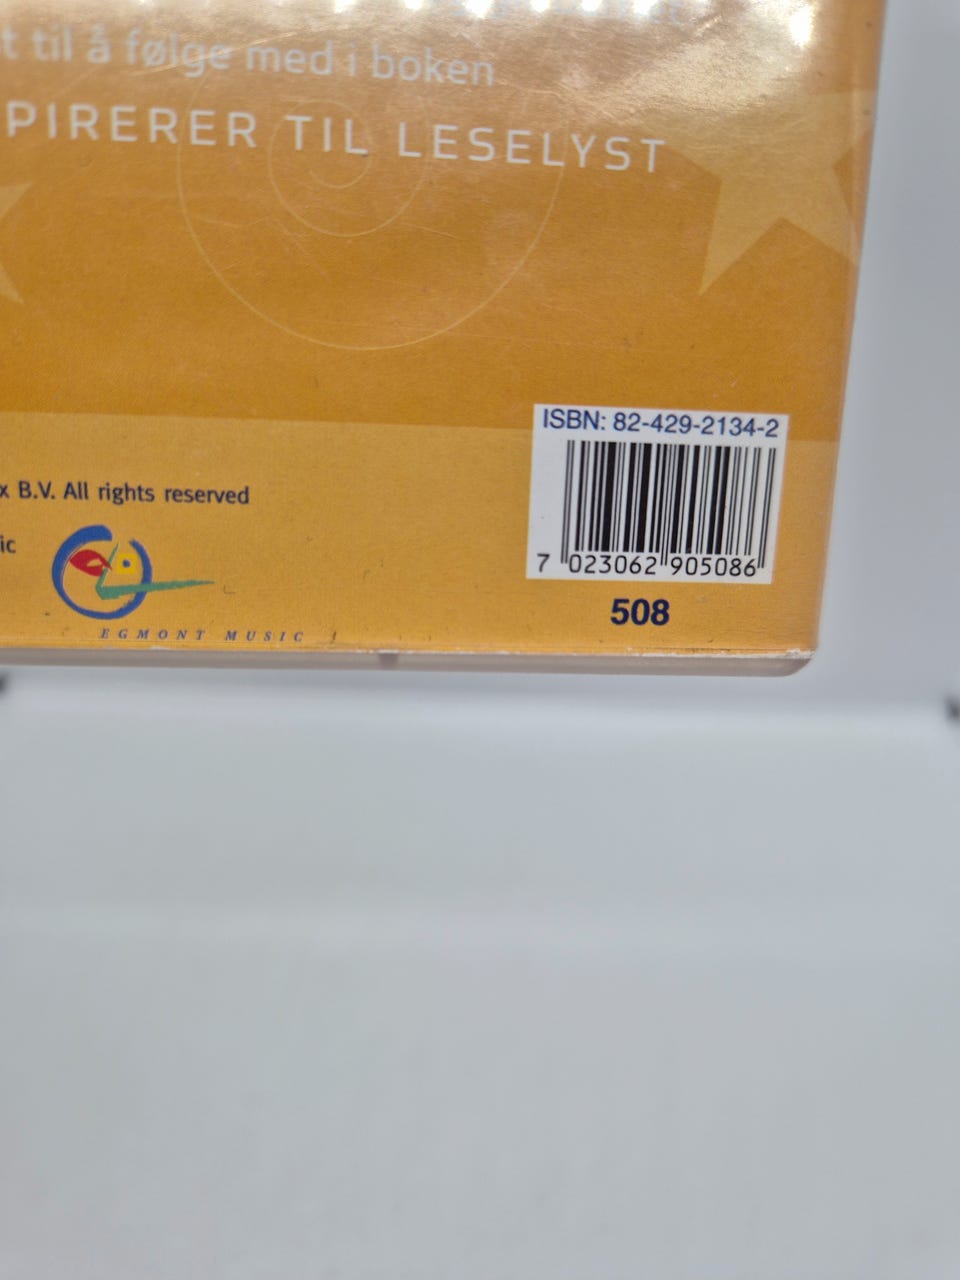 t til å følge med i boken
PIRERER TIL LESELYST
ISBN: 82-429-2134-2
x B.V. All rights reserved
ic
7 023062 905086
508
EGMONT MUSIC